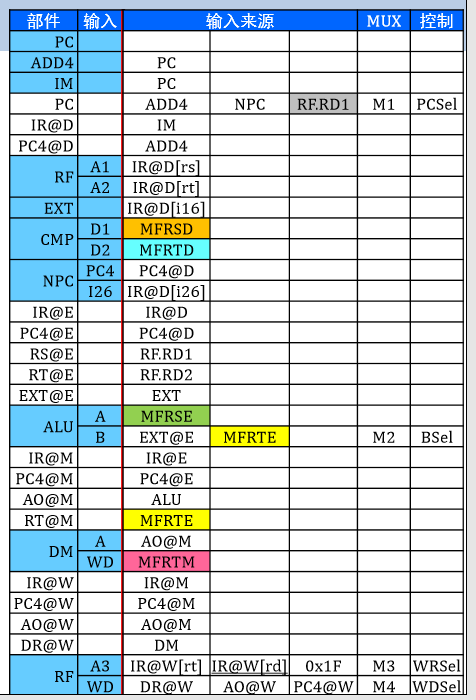 部件 输入 输入来源 MUX 控制
PC
ADD4 PC
IM PC
PC ADD4 NPC RF.RD1 M1 PCSel
IR@D IM
PC4@D ADD4
RF A1 IR@D[rs]
A2 IR@D[rt]
EXT IR@D[i16]
CMP D1 MFRSD
D2 MFRTD
NPC PC4 PC4@D
I26 IR@D[i26]
IR@E IR@D
PC4@E PC4@D
RS@E RF.RD1
RT@E RF.RD2
EXT@E EXT
ALU A MFRSE
B EXT@E MFRTE M2 BSel
IR@M IR@E
PC4@M PC4@E
AO@M ALU
RT@M MFRTE
DM A AO@M
WD MFRTM
IR@W IR@M
PC4@W PC4@M
AO@W AO@M
DR@W DM
RF A3 IR@W[rt] IR@W[rd] 0x1F M3 WRSel
WD DR@W AO@W PC4@W M4 WDSel